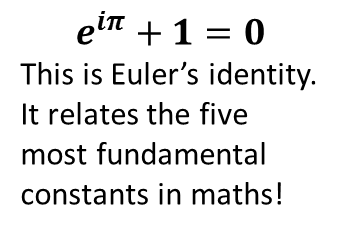 e^{iπ} + 1 = 0
This is Euler’s identity.
It relates the five
most fundamental
constants in maths!